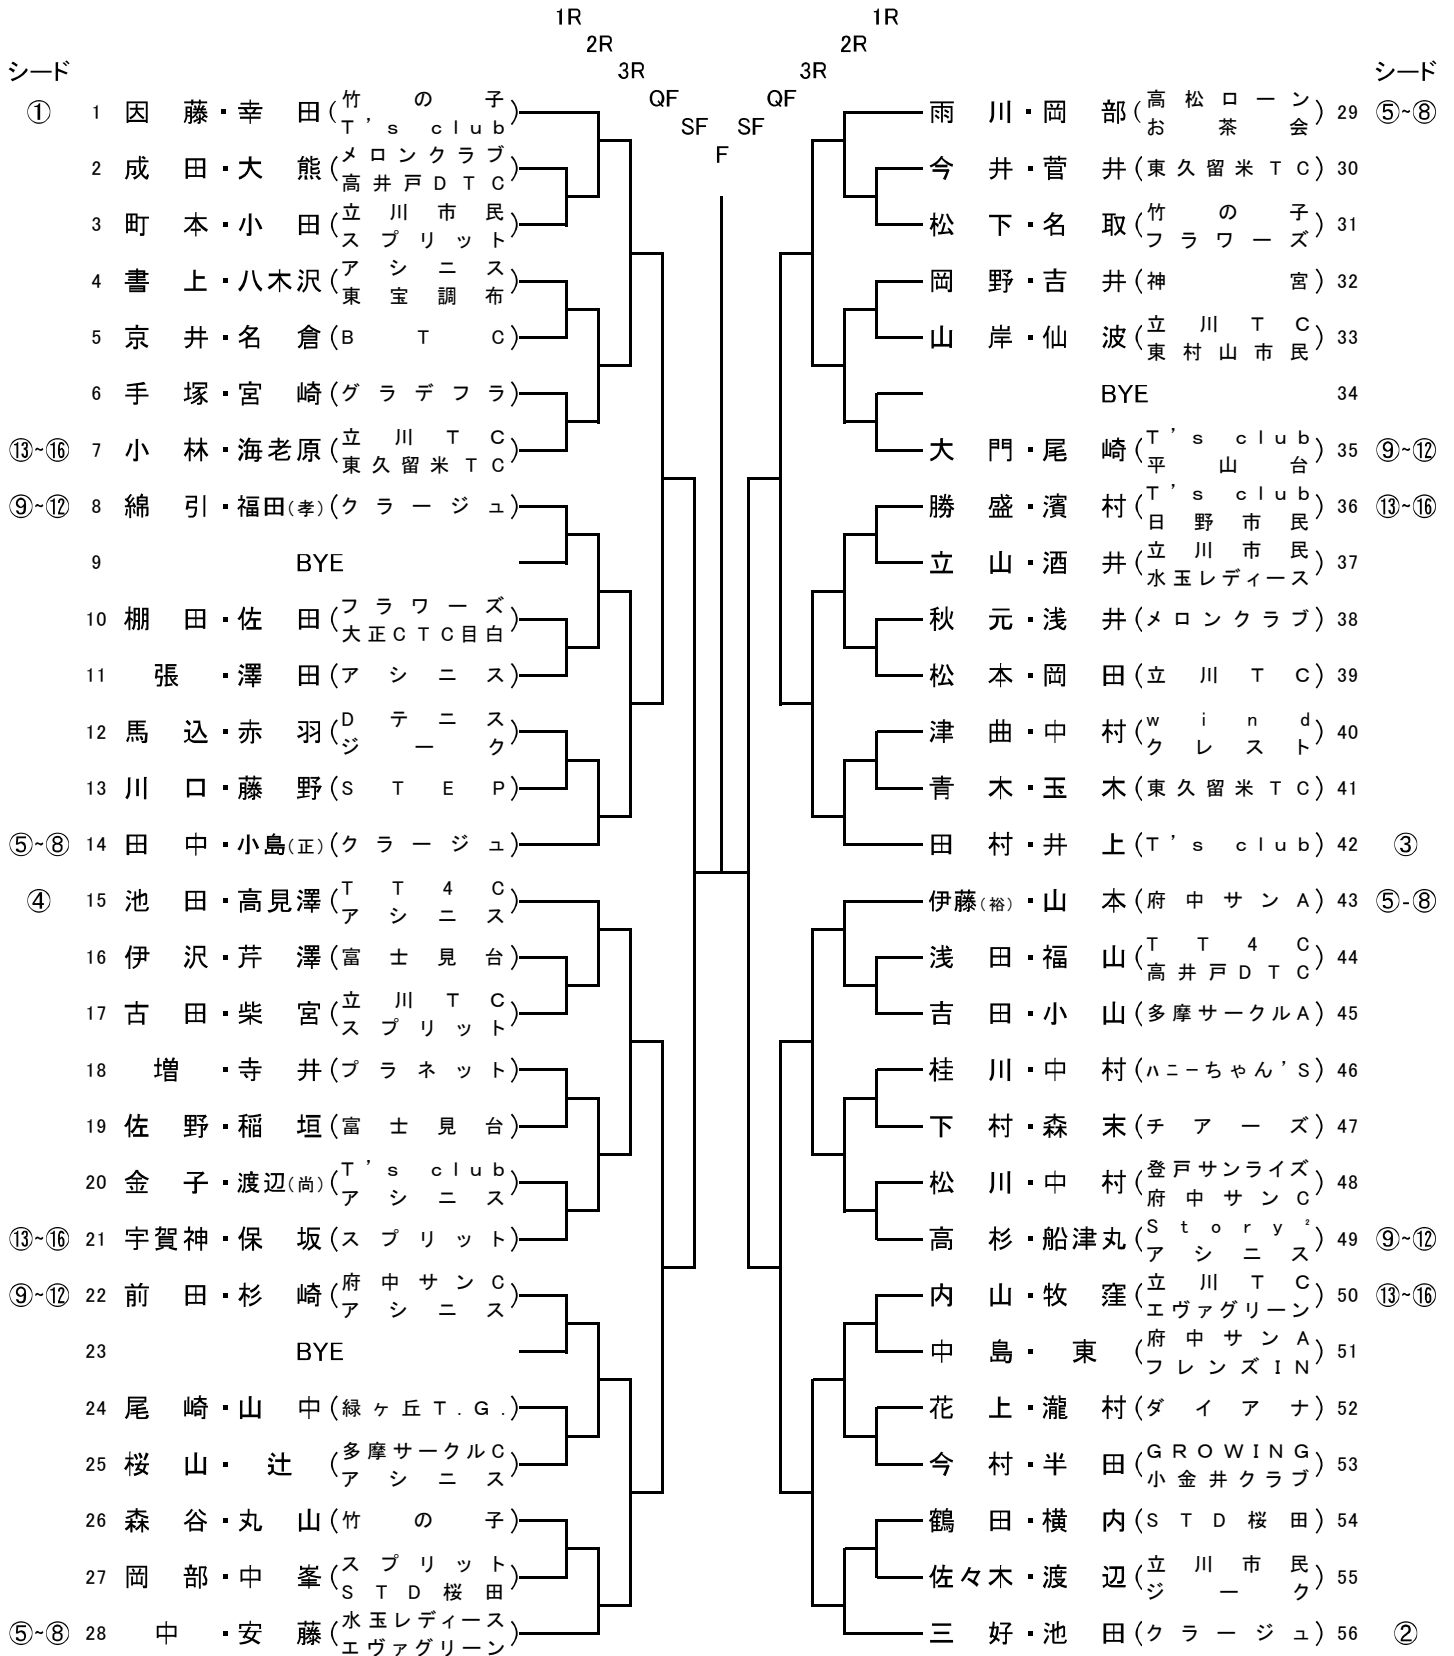 1R 1R
2R 2R
シード 3R 3R シード
QF QF
SF SF
F
① 1 因藤・幸田 (竹の子 T's club)
2 成田・大熊 (メロンクラブ 高井戸DTC)
3 町本・小田 (立川市民 スプリット)
4 書上・八木沢 (アシニス 東宝調布)
5 京井・名倉 (BTC)
6 手塚・宮崎 (グラデフラ)
⑬~⑯ 7 小林・海老原 (立川TC 東久留米TC)
⑨~⑫ 8 綿引・福田(孝) (クラージュ)
9 BYE
10 棚田・佐田 (フラワーズ 大正CTC目白)
11 張・澤田 (アシニス)
12 馬込・赤羽 (Dテニス ジーク)
13 川口・藤野 (STEP)
⑤~⑧ 14 田中・小島(正) (クラージュ)
④ 15 池田・高見澤 (TT4C アシニス)
16 伊沢・芹澤 (富士見台)
17 古田・柴宮 (立川TC スプリット)
18 増・寺井 (プラネット)
19 佐野・稲垣 (富士見台)
20 金子・渡辺(尚) (T's club アシニス)
⑬~⑯ 21 宇賀神・保坂 (スプリット)
⑨~⑫ 22 前田・杉崎 (府中サンC アシニス)
23 BYE
24 尾崎・山中 (緑ヶ丘T.G.)
25 桜山・辻 (多摩サークルC アシニス)
26 森谷・丸山 (竹の子)
27 岡部・中峯 (スプリット STD桜田)
⑤~⑧ 28 中・安藤 (水玉レディース エヴァグリーン)
雨川・岡部 (高松ローン お茶会) 29 ⑤~⑧
今井・菅井 (東久留米TC) 30
松下・名取 (竹の子 フラワーズ) 31
岡野・吉井 (神宮) 32
山岸・仙波 (立川TC 東村山市民) 33
BYE 34
大門・尾崎 (T's club 平山台) 35 ⑨~⑫
勝盛・濱村 (T's club 日野市民) 36 ⑬~⑯
立山・酒井 (立川市民 水玉レディース) 37
秋元・浅井 (メロンクラブ) 38
松本・岡田 (立川TC) 39
津曲・中村 (wind クレスト) 40
青木・玉木 (東久留米TC) 41
田村・井上 (T's club) 42 ③
伊藤(裕)・山本 (府中サンA) 43 ⑤-⑧
浅田・福山 (TT4C 高井戸DTC) 44
吉田・小山 (多摩サークルA) 45
桂川・中村 (ハニーちゃん'S) 46
下村・森末 (チアーズ) 47
松川・中村 (登戸サンライズ 府中サンC) 48
高杉・船津丸 (Story² アシニス) 49 ⑨~⑫
内山・牧窪 (立川TC エヴァグリーン) 50 ⑬~⑯
中島・東 (府中サンA フレンズIN) 51
花上・瀧村 (ダイアナ) 52
今村・半田 (GROWING 小金井クラブ) 53
鶴田・横内 (STD桜田) 54
佐々木・渡辺 (立川市民 ジーク) 55
三好・池田 (クラージュ) 56 ②